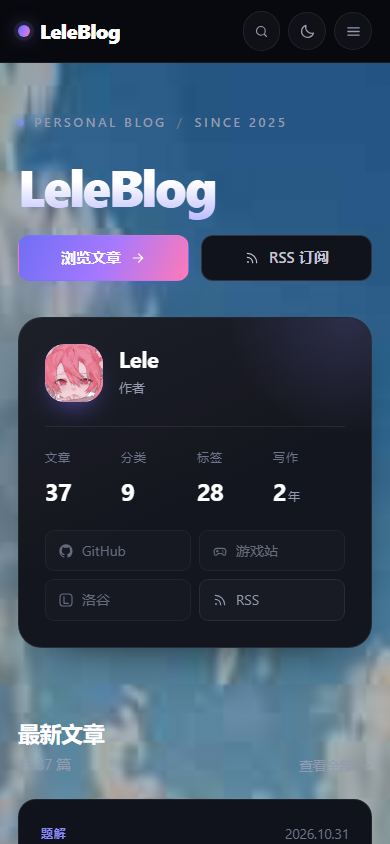 LeleBlog
PERSONAL BLOG / SINCE 2025
LeleBlog
浏览文章 →
RSS 订阅
Lele
作者
文章 分类 标签 写作
37 9 28 2年
GitHub 游戏站
洛谷 RSS
最新文章
37 篇 查看
题解 2026.10.31